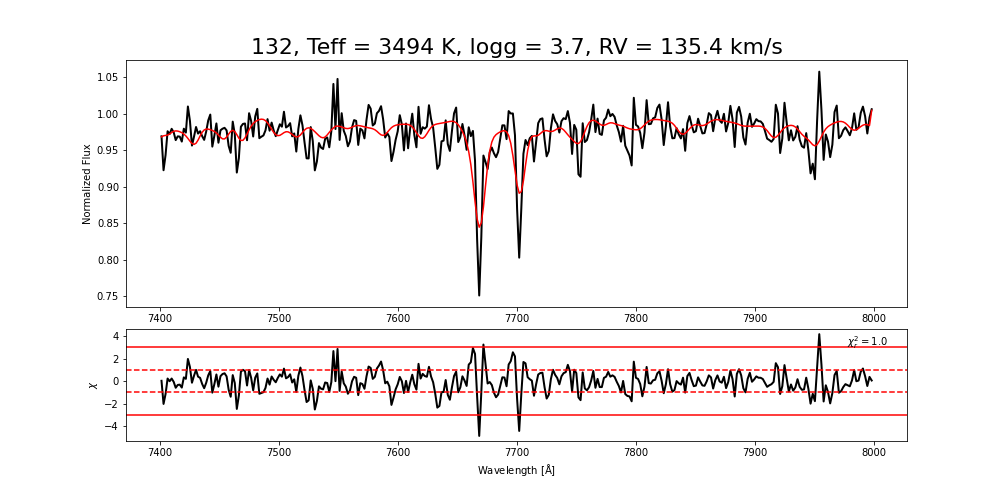 132, Teff = 3494 K, logg = 3.7, RV = 135.4 km/s
Normalized Flux
1.05
1.00
0.95
0.90
0.85
0.80
0.75
7400 7500 7600 7700 7800 7900 8000
χ
4
2
0
−2
−4
χ²ᵣ = 1.0
7400 7500 7600 7700 7800 7900 8000
Wavelength [Å]